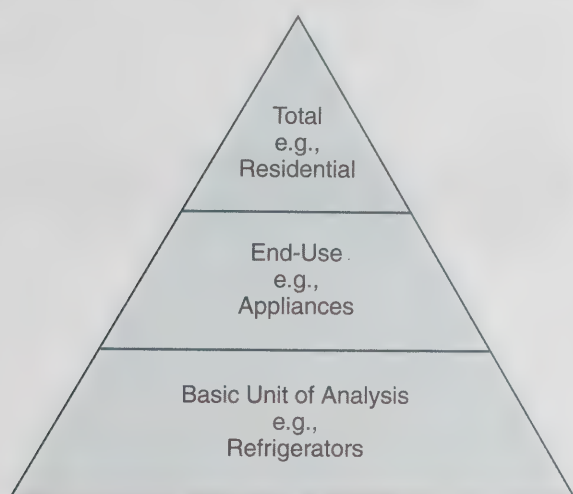 Total
e.g.,
Residential
End-Use
e.g.,
Appliances
Basic Unit of Analysis
e.g.,
Refrigerators